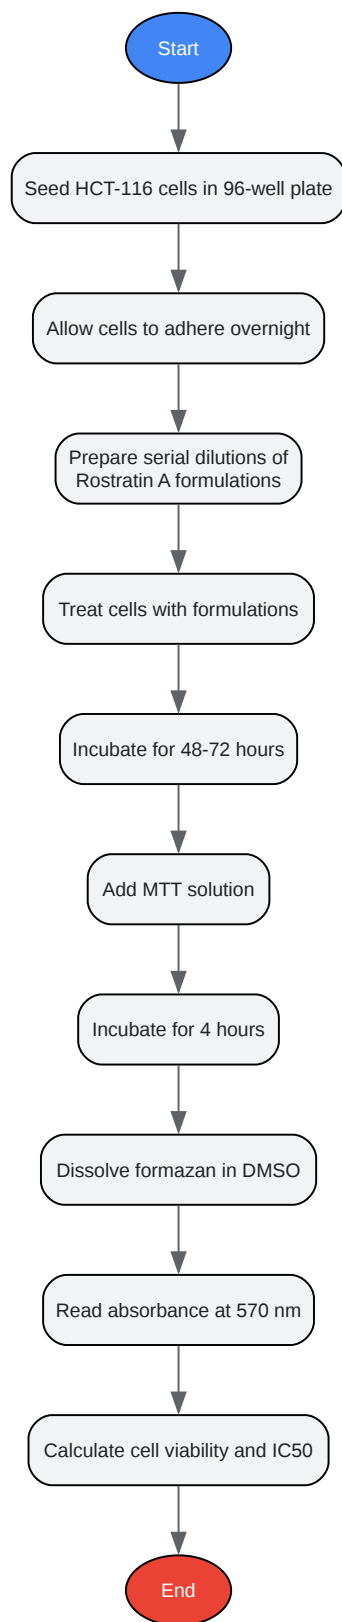 Start
Seed HCT-116 cells in 96-well plate
Allow cells to adhere overnight
Prepare serial dilutions of
Rostratin A formulations
Treat cells with formulations
Incubate for 48-72 hours
Add MTT solution
Incubate for 4 hours
Dissolve formazan in DMSO
Read absorbance at 570 nm
Calculate cell viability and IC50
End